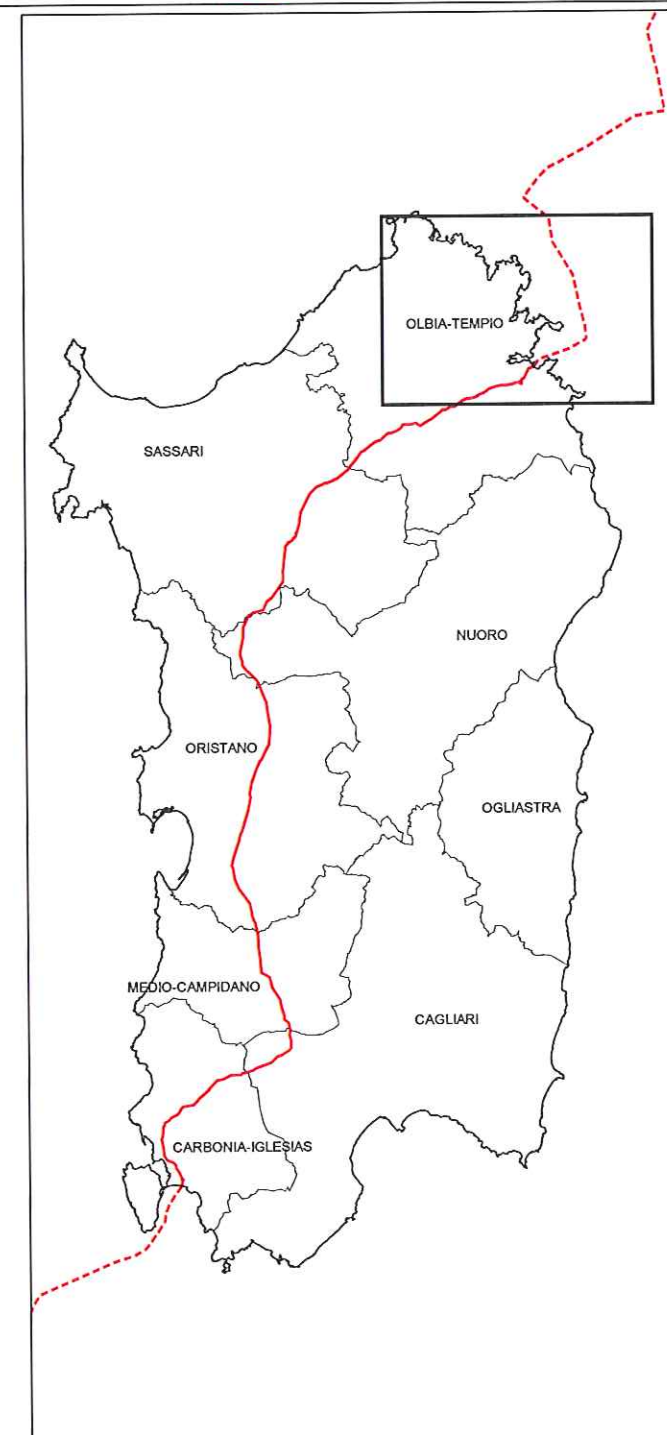 OLBIA-TEMPIO
SASSARI
NUORO
ORISTANO
OGLIASTRA
MEDIO-CAMPIDANO
CAGLIARI
CARBONIA-IGLESIAS